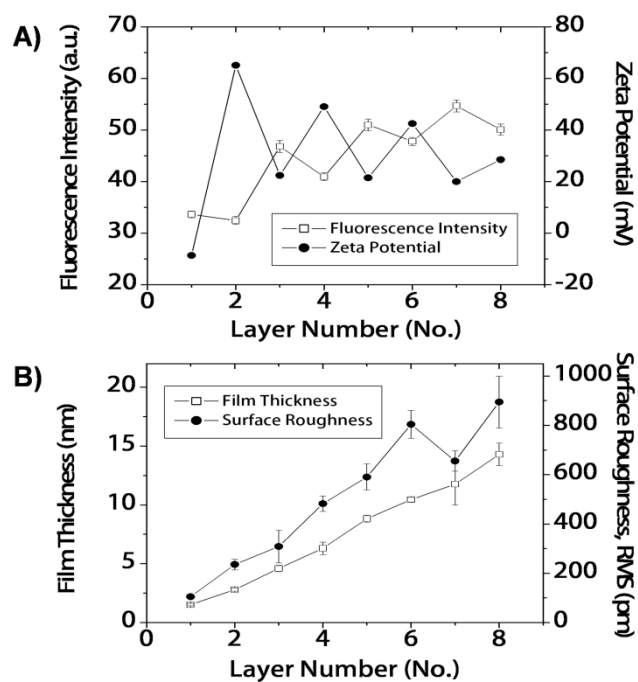 A)
Fluorescence Intensity (a.u.)
70
60
50
40
30
20
80
60
40
20
0
-20
Zeta Potential (mV)
Fluorescence Intensity
Zeta Potential
0 2 4 6 8
Layer Number (No.)
B)
Film Thickness (nm)
20
15
10
5
0
1000
800
600
400
200
0
Surface Roughness, RMS (pm)
Film Thickness
Surface Roughness
0 2 4 6 8
Layer Number (No.)